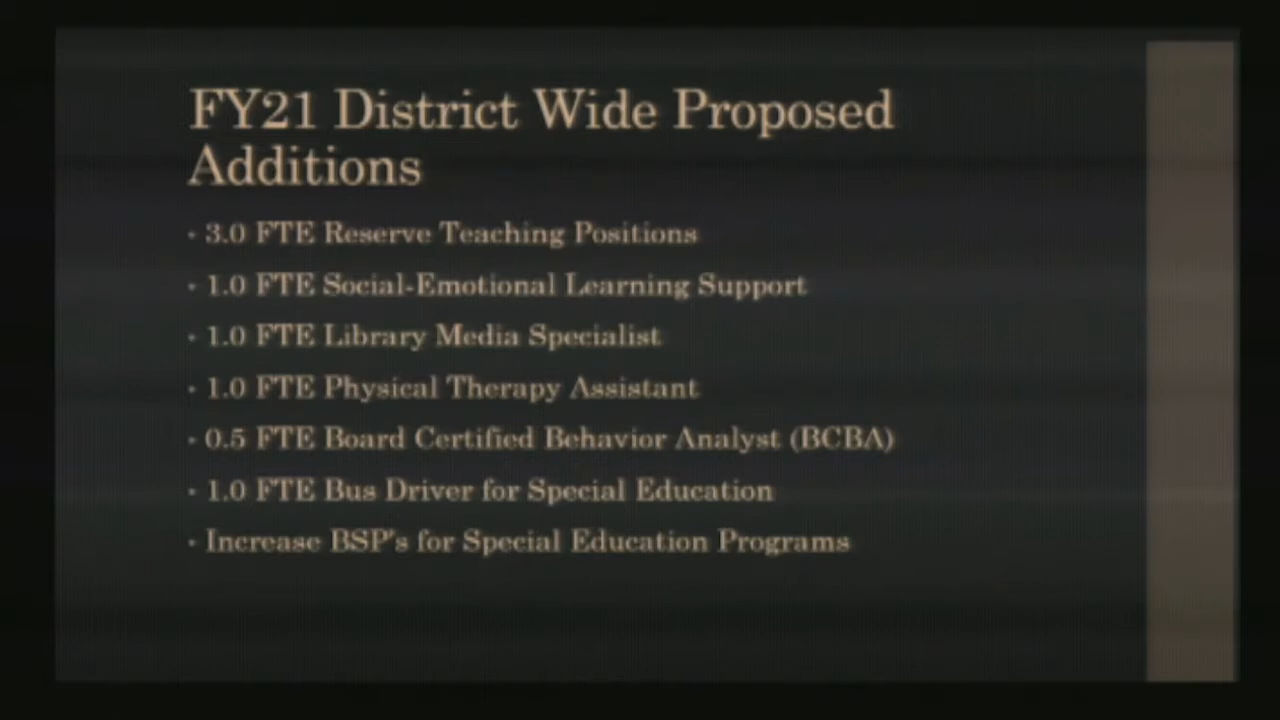 FY21 District Wide Proposed
Additions
• 3.0 FTE Reserve Teaching Positions
• 1.0 FTE Social-Emotional Learning Support
• 1.0 FTE Library Media Specialist
• 1.0 FTE Physical Therapy Assistant
• 0.5 FTE Board Certified Behavior Analyst (BCBA)
• 1.0 FTE Bus Driver for Special Education
• Increase BSP's for Special Education Programs